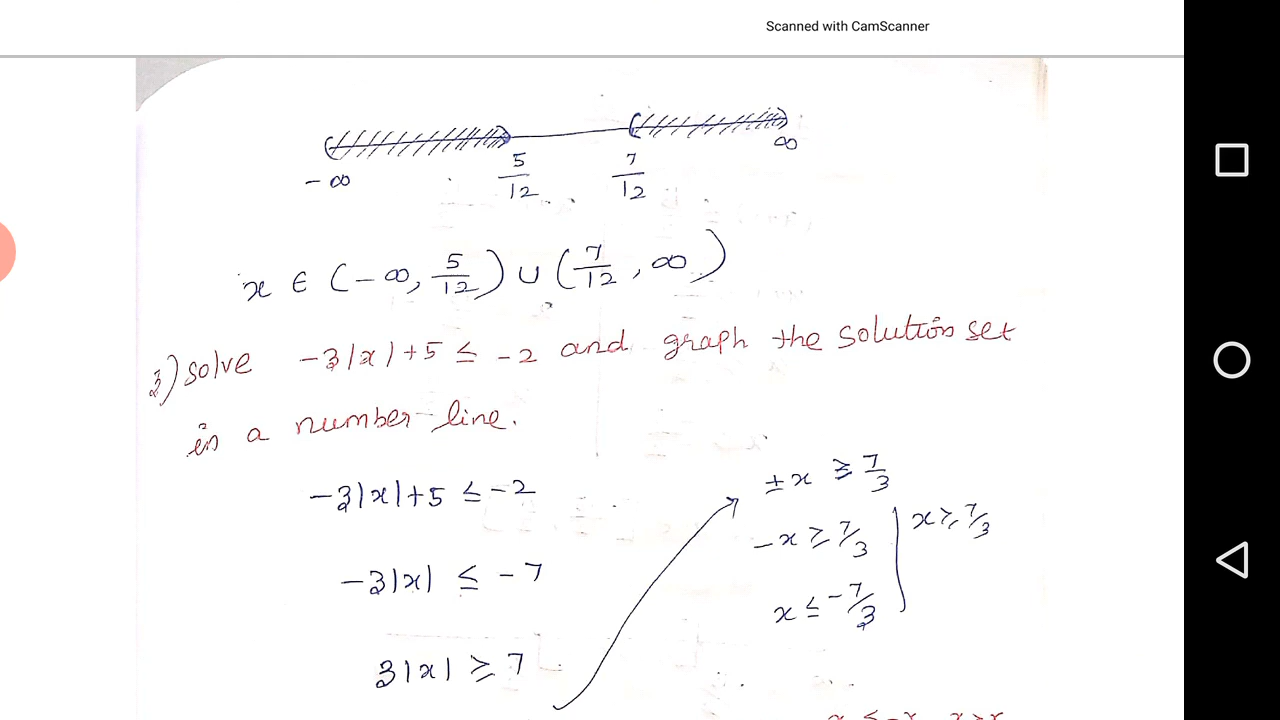 Scanned with CamScanner
-∞ 5/12 7/12 ∞
x ∈ (-∞, 5/12) ∪ (7/12, ∞)
3) solve -3|x|+5 ≤ -2 and graph the solution set
in a number line.
-3|x|+5 ≤ -2
-3|x| ≤ -7
3|x| ≥ 7
±x ≥ 7/3
-x ≥ 7/3 | x ≥ 7/3
x ≤ -7/3